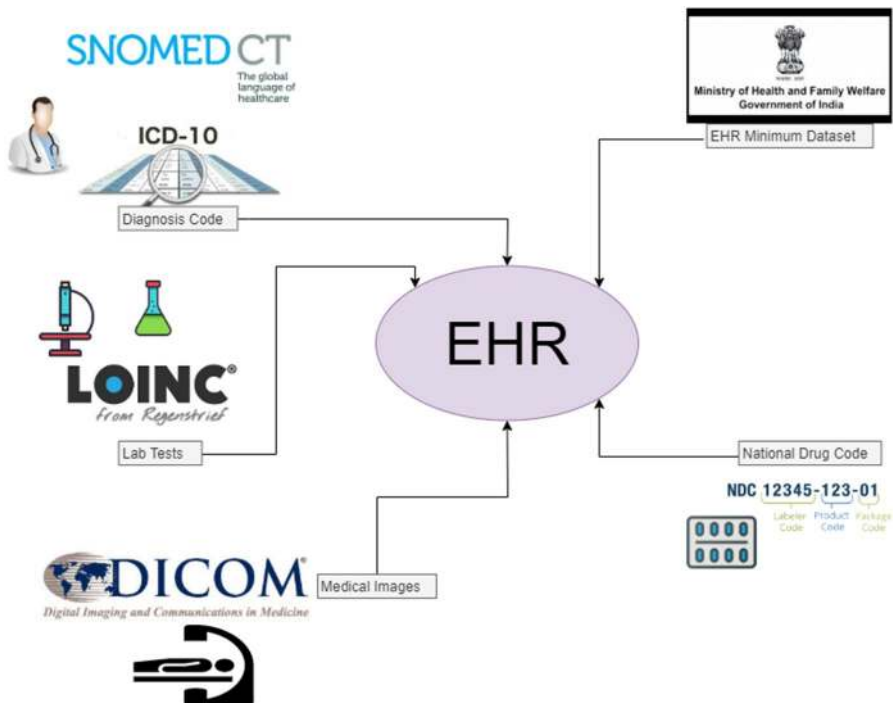 SNOMED CT
The global
language of
healthcare
ICD-10
Diagnosis Code
Ministry of Health and Family Welfare
Government of India
EHR Minimum Dataset
EHR
LOINC®
from Regenstrief
Lab Tests
National Drug Code
NDC 12345-123-01
Labeler Product Package
Code Code Code
DICOM®
Digital Imaging and Communications in Medicine
Medical Images